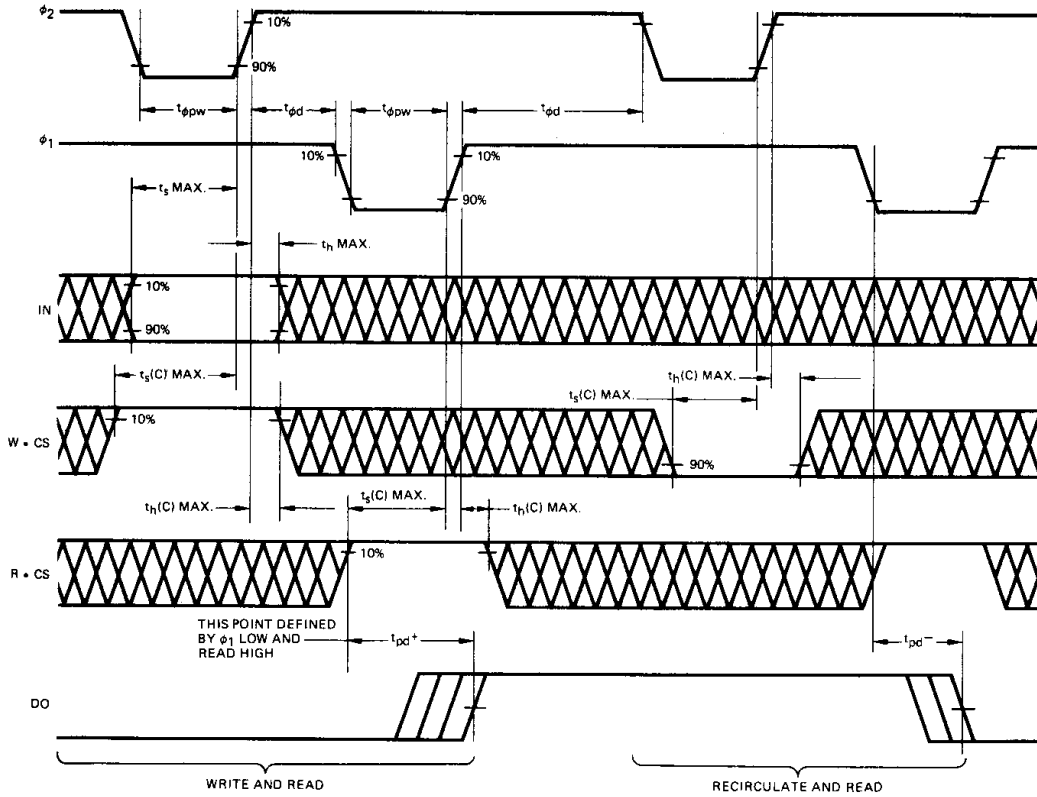 ϕ2
10%
90%
tϕpw
tϕd
tϕpw
tϕd
ϕ1
10%
10%
90%
ts MAX.
th MAX.
IN
10%
90%
ts(C) MAX.
th(C) MAX.
ts(C) MAX.
W • CS
10%
90%
th(C) MAX.
ts(C) MAX.
th(C) MAX.
R • CS
10%
THIS POINT DEFINED
BY ϕ1 LOW AND
READ HIGH
tpd+
tpd−
DO
WRITE AND READ
RECIRCULATE AND READ